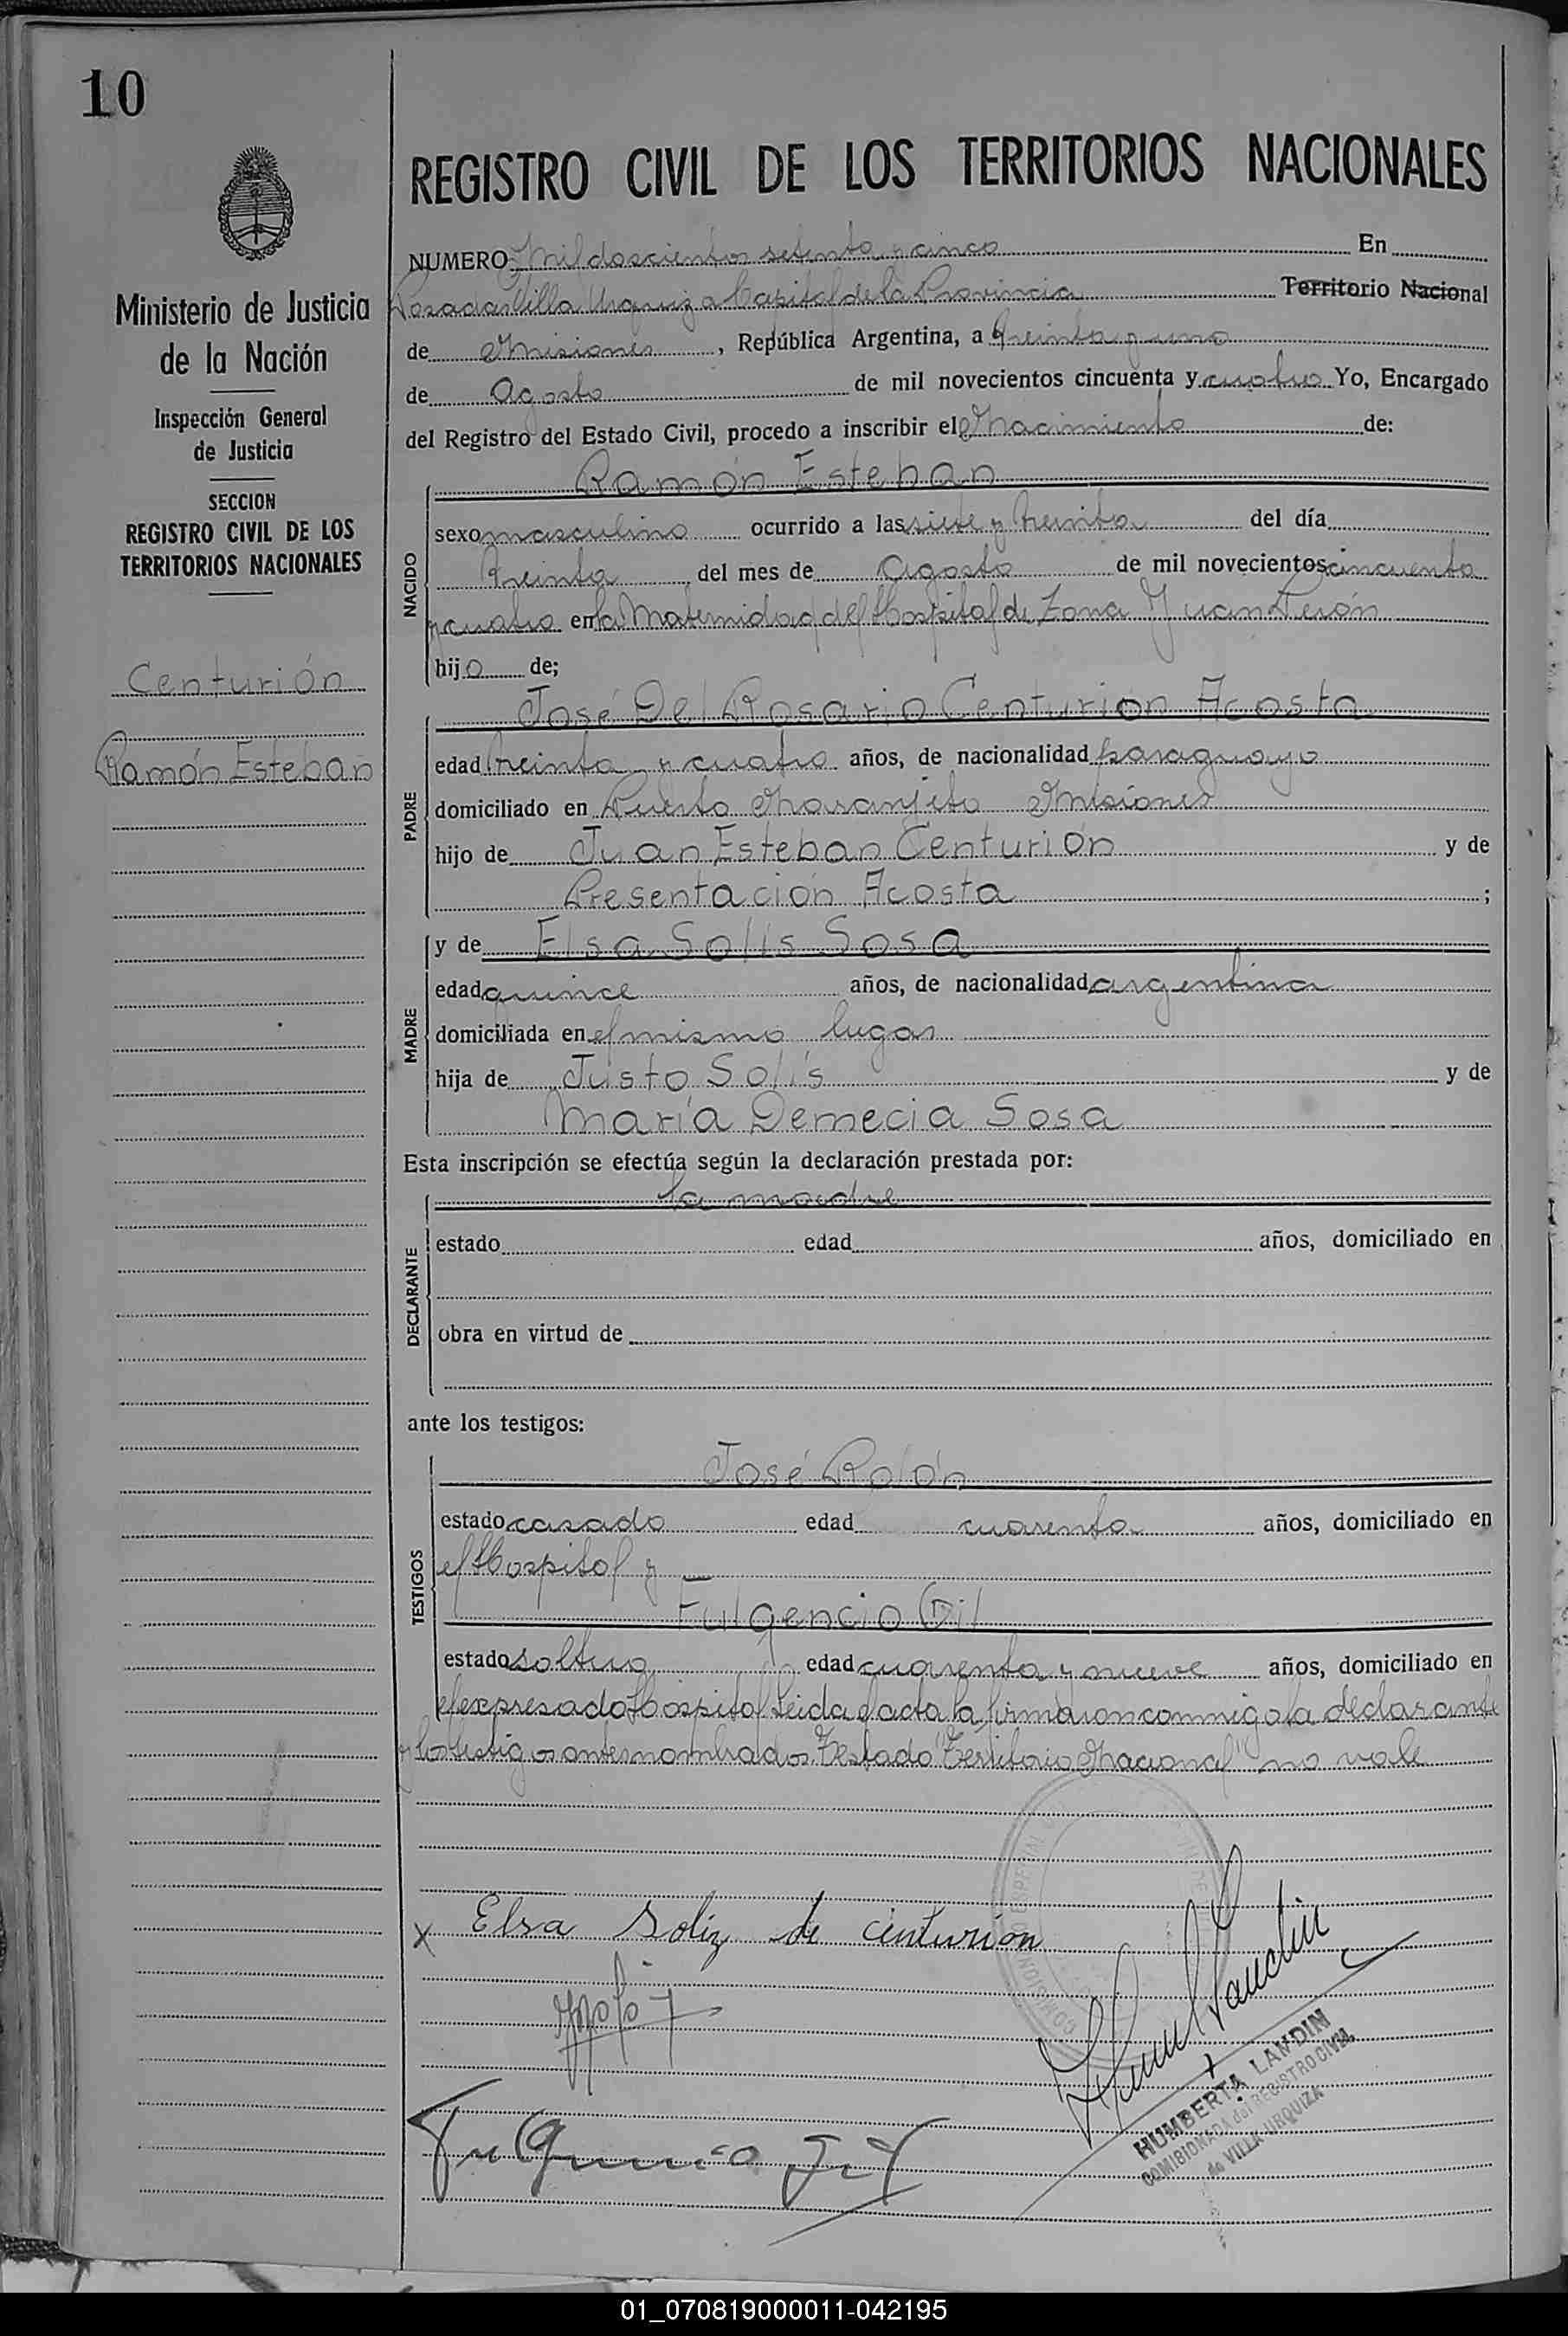 10
REGISTRO CIVIL DE LOS TERRITORIOS NACIONALES
Ministerio de Justicia
de la Nación
Inspección General
de Justicia
SECCION
REGISTRO CIVIL DE LOS
TERRITORIOS NACIONALES
Centurión
Ramón Esteban
NUMERO Mil doscientos setenta y cinco En
Posadas Villa Urquiza Capital de la Provincia Territorio Nacional
de Misiones, República Argentina, a treinta y uno
de Agosto de mil novecientos cincuenta y cuatro Yo, Encargado
del Registro del Estado Civil, procedo a inscribir el Nacimiento de:
NACIDO
Ramón Esteban
sexo masculino ocurrido a las siete y treinta del día
treinta del mes de Agosto de mil novecientos cincuenta
y cuatro en la Maternidad del Hospital de Zona Juan Perón
hijo de;
PADRE
José Del Rosario Centurión Acosta
edad treinta y cuatro años, de nacionalidad paraguayo
domiciliado en Puerto Naranjito Misiones
hijo de Juan Esteban Centurión y de
Presentación Acosta;
MADRE
y de Elsa Solis Sosa
edad quince años, de nacionalidad argentina
domiciliada en el mismo lugar
hija de Justo Solís y de
María Demecia Sosa
Esta inscripción se efectúa según la declaración prestada por:
DECLARANTE
la madre
estado edad años, domiciliado en
obra en virtud de
ante los testigos:
TESTIGOS
José Rolón
estado casado edad cuarenta años, domiciliado en
el Hospital y
Fulgencio Gil
estado soltero edad cuarenta y nueve años, domiciliado en
el expresado Hospital Leida el acta la firmaron conmigo la declarante
y los testigos antes nombrados. Testado "Territorio Nacional" no vale
x Elsa Soliz de centurion
Fulgencio Gil
HUMBERTA LANDIN
COMISIONADA del REGISTRO CIVIL
de VILLA URQUIZA
01_070819000011-042195